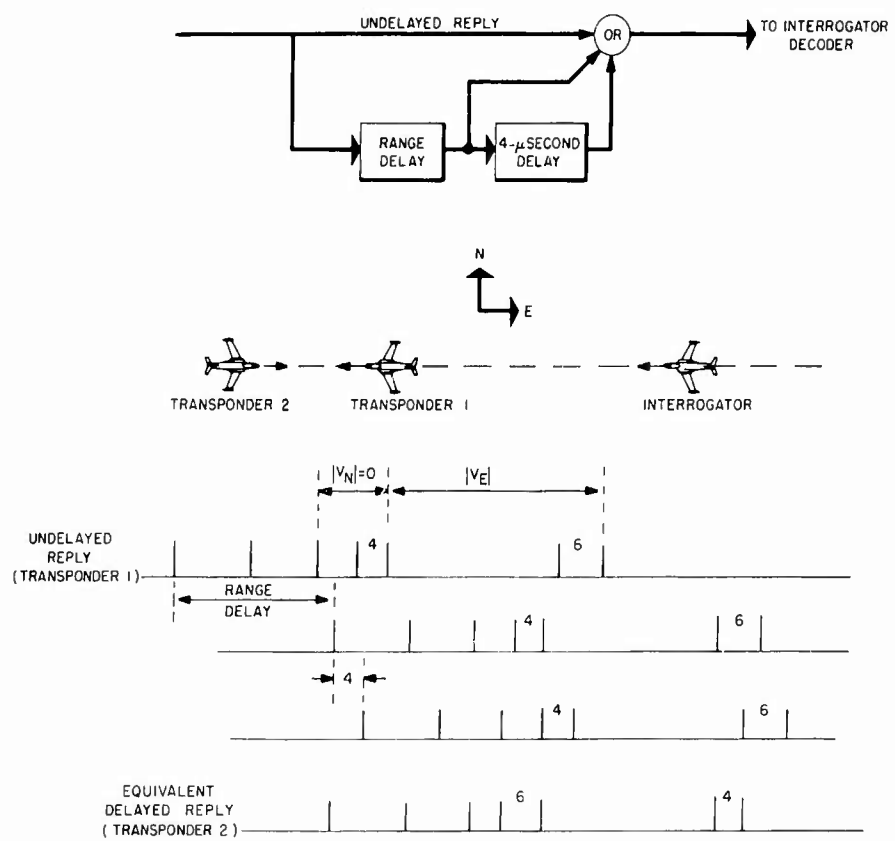 UNDELAYED REPLY
OR
TO INTERROGATOR
DECODER
RANGE
DELAY
4-μSECOND
DELAY
N
E
TRANSPONDER 2
TRANSPONDER 1
INTERROGATOR
|V_N|=0
|V_E|
UNDELAYED
REPLY
(TRANSPONDER 1)
4
6
RANGE
DELAY
4
6
4
4
6
EQUIVALENT
DELAYED REPLY
(TRANSPONDER 2)
6
4